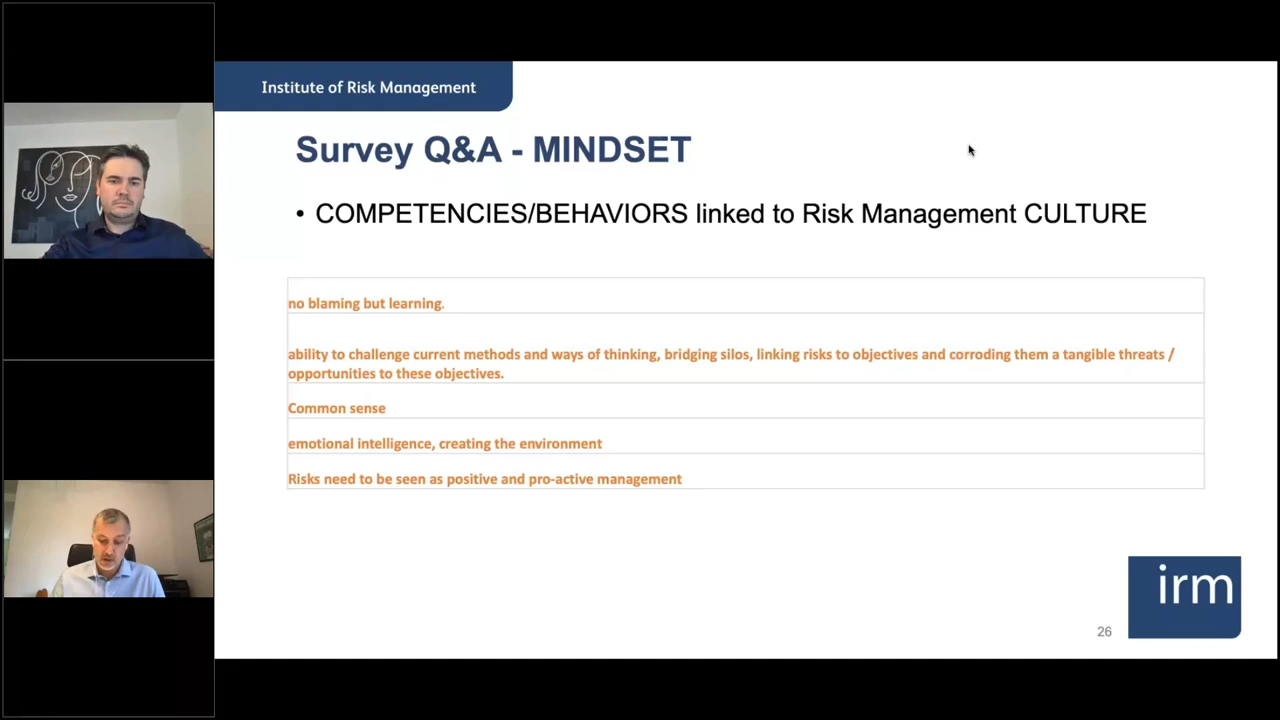 Institute of Risk Management
Survey Q&A - MINDSET
• COMPETENCIES/BEHAVIORS linked to Risk Management CULTURE
no blaming but learning.
ability to challenge current methods and ways of thinking, bridging silos, linking risks to objectives and corroding them a tangible threats /
opportunities to these objectives.
Common sense
emotional intelligence, creating the environment
Risks need to be seen as positive and pro-active management
irm
26